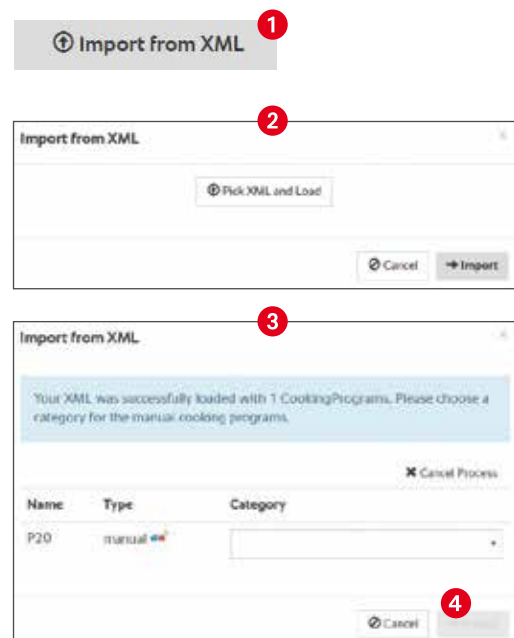 1
Import from XML
2
Import from XML
×
Pick XML and Load
Cancel
Import
3
Import from XML
×
Your XML was successfully loaded with 1 CookingPrograms. Please choose a
category for the manual cooking programs.
Cancel Process
Name Type Category
P20 manual
4
Cancel